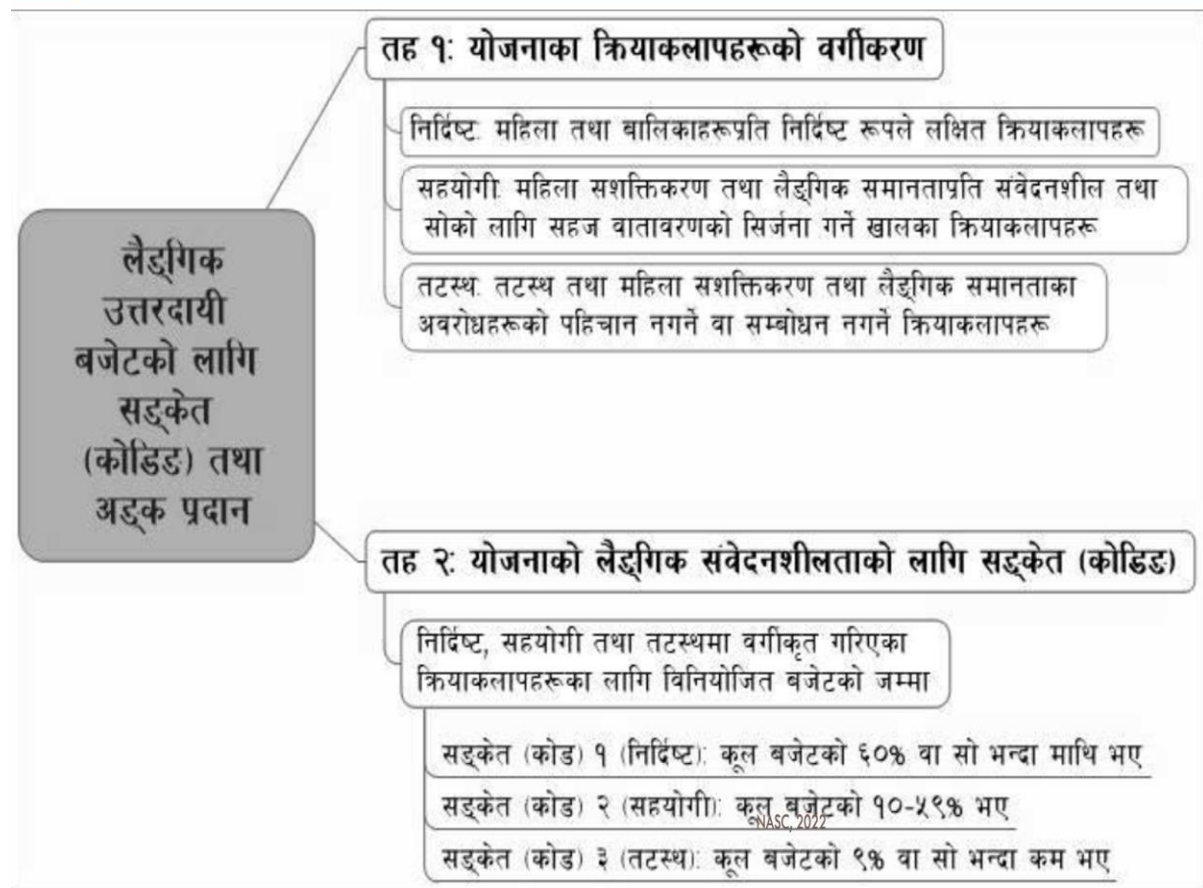 लैङ्गिक
उत्तरदायी
बजेटको लागि
सङ्केत
(कोडिङ) तथा
अङ्क प्रदान
तह १: योजनाका क्रियाकलापहरूको वर्गीकरण
निर्दिष्ट: महिला तथा बालिकाहरूप्रति निर्दिष्ट रूपले लक्षित क्रियाकलापहरू
सहयोगी: महिला सशक्तिकरण तथा लैङ्गिक समानताप्रति संवेदनशील तथा
सोको लागि सहज वातावरणको सिर्जना गर्ने खालका क्रियाकलापहरू
तटस्थ: तटस्थ तथा महिला सशक्तिकरण तथा लैङ्गिक समानताका
अवरोधहरूको पहिचान नगर्ने वा सम्बोधन नगर्ने क्रियाकलापहरू
तह २: योजनाको लैङ्गिक संवेदनशीलताको लागि सङ्केत (कोडिङ)
निर्दिष्ट, सहयोगी तथा तटस्थमा वर्गीकृत गरिएका
क्रियाकलापहरूका लागि विनियोजित बजेटको जम्मा
सङ्केत (कोड) १ (निर्दिष्ट): कूल बजेटको ६०% वा सो भन्दा माथि भए
सङ्केत (कोड) २ (सहयोगी): कूल बजेटको १०-५९% भए
NASC, 2022
सङ्केत (कोड) ३ (तटस्थ): कूल बजेटको ९% वा सो भन्दा कम भए